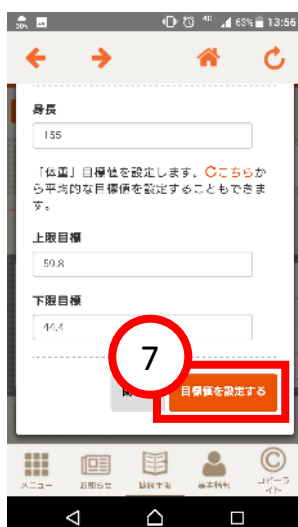 4G 63% 13:56
身長
155
「体重」目標値を設定します。こちらか
ら平均的な目標値を設定することもできま
す。
上限目標
59.8
下限目標
44.4
7
目標値を設定する
メニュー お知らせ 記録する 基本情報 コピーラ
イト